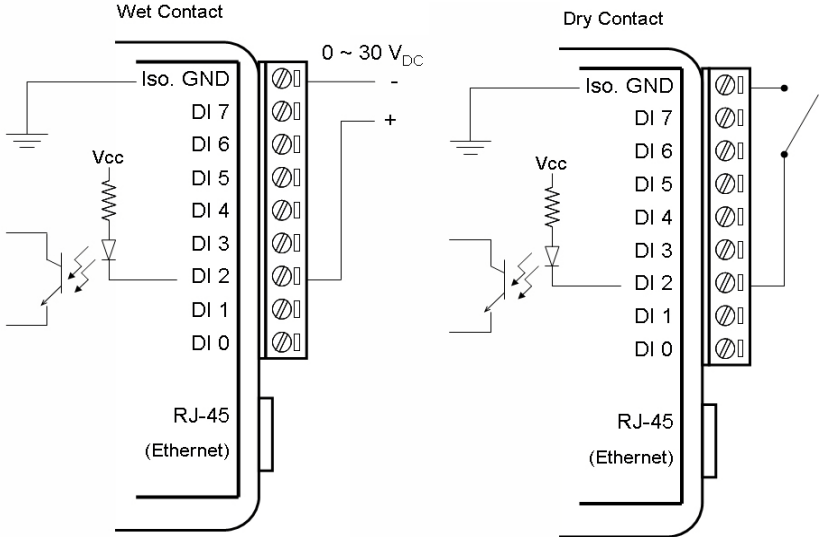 Wet Contact
0 ~ 30 VDC
Iso. GND
-
DI 7
+
DI 6
Vcc
DI 5
DI 4
DI 3
DI 2
DI 1
DI 0
RJ-45
(Ethernet)
Dry Contact
Iso. GND
DI 7
DI 6
Vcc
DI 5
DI 4
DI 3
DI 2
DI 1
DI 0
RJ-45
(Ethernet)